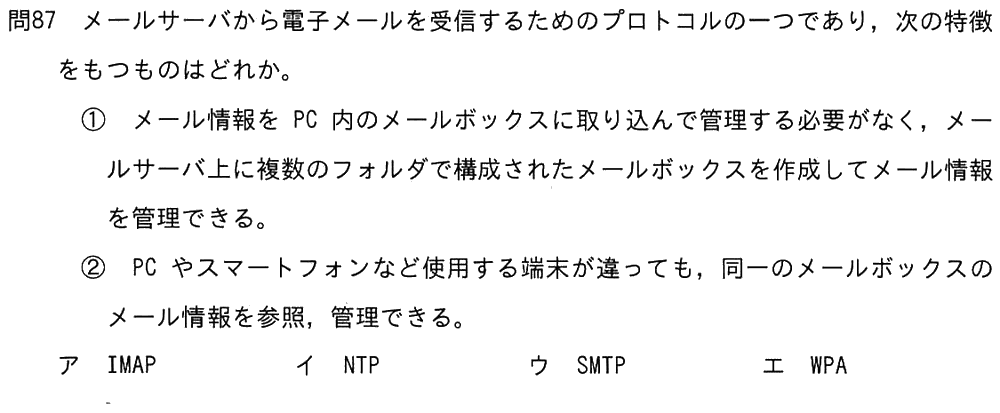 問87 メールサーバから電子メールを受信するためのプロトコルの一つであり，次の特徴
をもつものはどれか。
① メール情報を PC 内のメールボックスに取り込んで管理する必要がなく，メー
ルサーバ上に複数のフォルダで構成されたメールボックスを作成してメール情報
を管理できる。
② PC やスマートフォンなど使用する端末が違っても，同一のメールボックスの
メール情報を参照，管理できる。
ア IMAP イ NTP ウ SMTP エ WPA